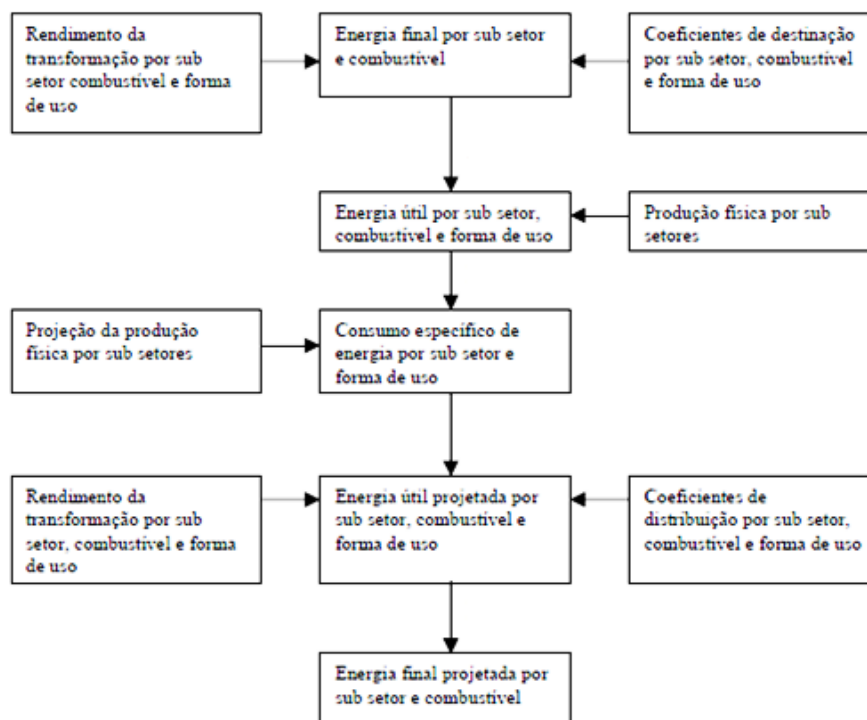 Rendimento da
transformação por sub
setor combustível e forma
de uso
Energia final por sub setor
e combustível
Coeficientes de destinação
por sub setor, combustível
e forma de uso
Energia útil por sub setor,
combustível e forma de uso
Produção física por sub
setores
Projeção da produção
física por sub setores
Consumo específico de
energia por sub setor e
forma de uso
Rendimento da
transformação por sub
setor, combustível e forma
de uso
Energia útil projetada por
sub setor, combustível e
forma de uso
Coeficientes de
distribuição por sub setor,
combustível e forma de uso
Energia final projetada por
sub setor e combustível